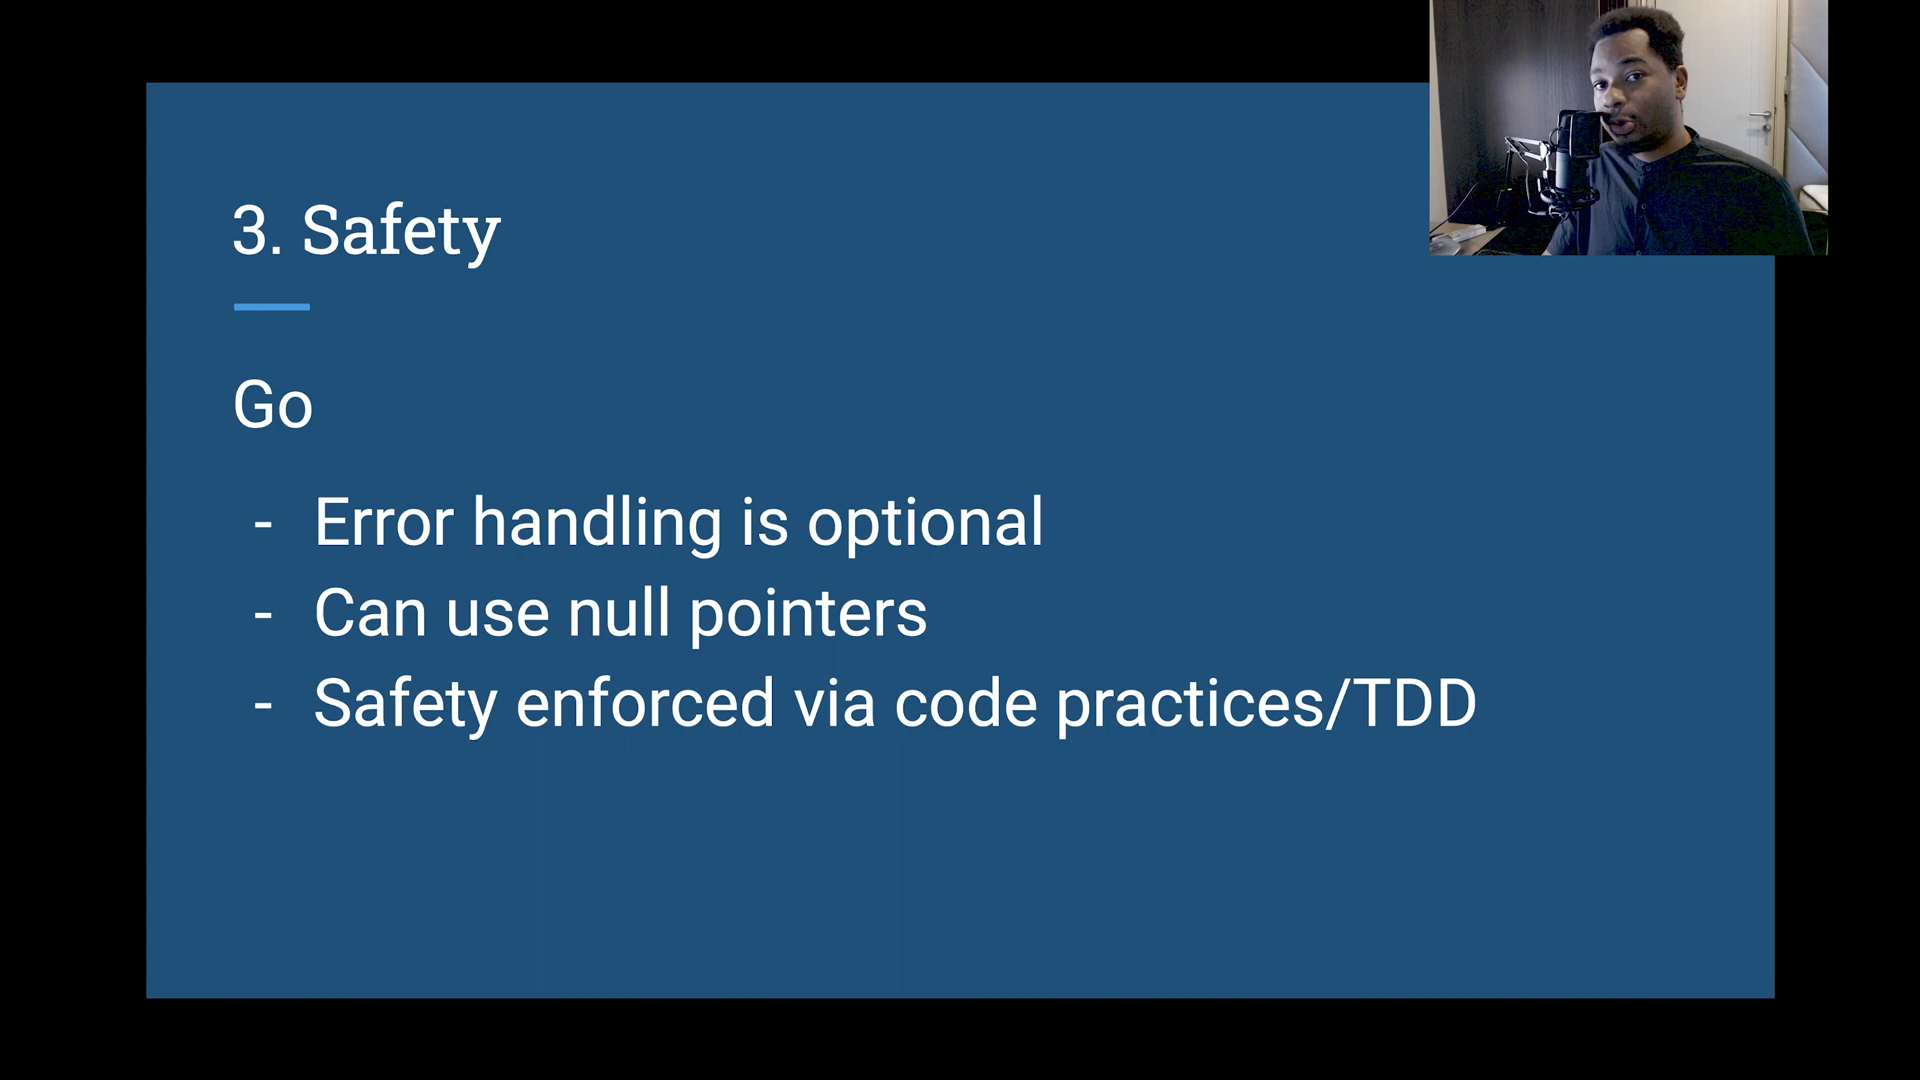 3. Safety
Go
- Error handling is optional
- Can use null pointers
- Safety enforced via code practices/TDD